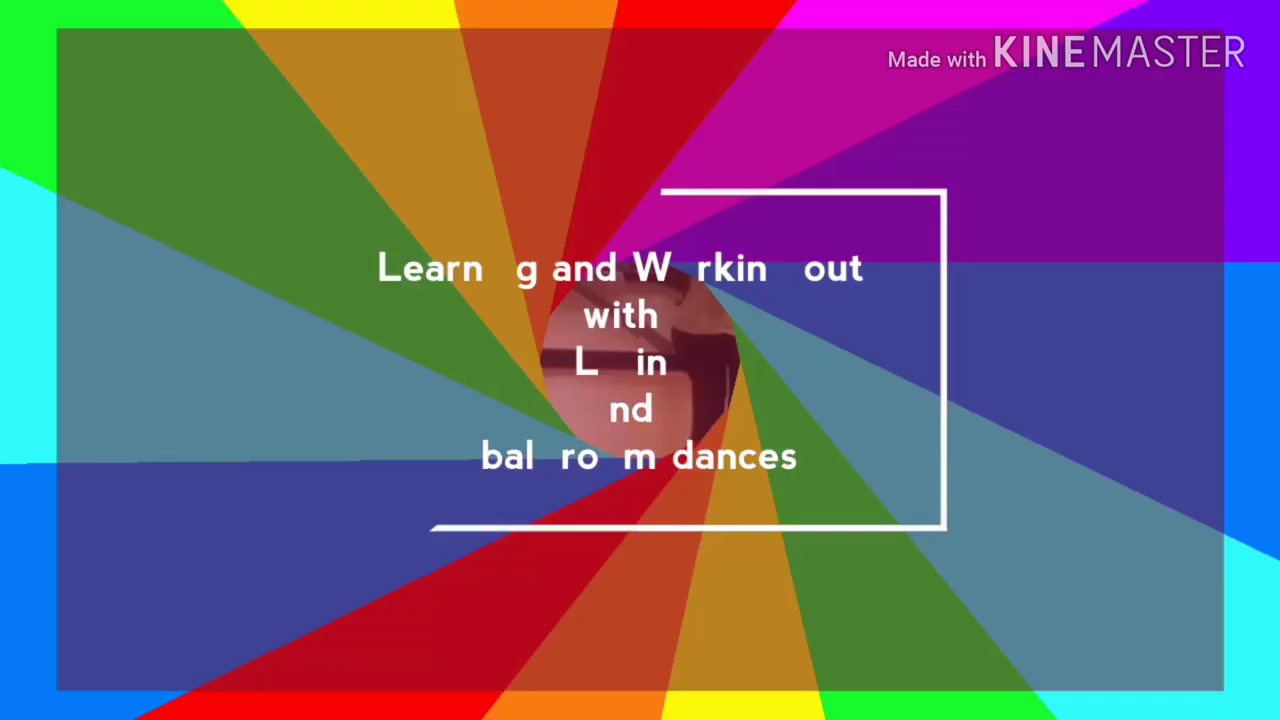 Made with KINEMASTER
Learn g and W rkin out
with
L in
nd
bal ro m dances